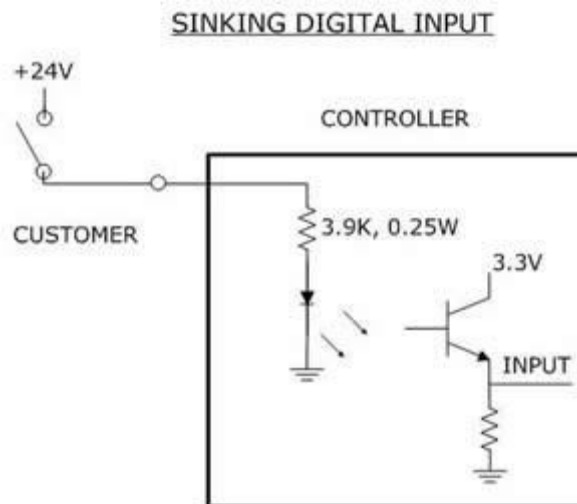 SINKING DIGITAL INPUT
+24V
CONTROLLER
CUSTOMER
3.9K, 0.25W
3.3V
INPUT